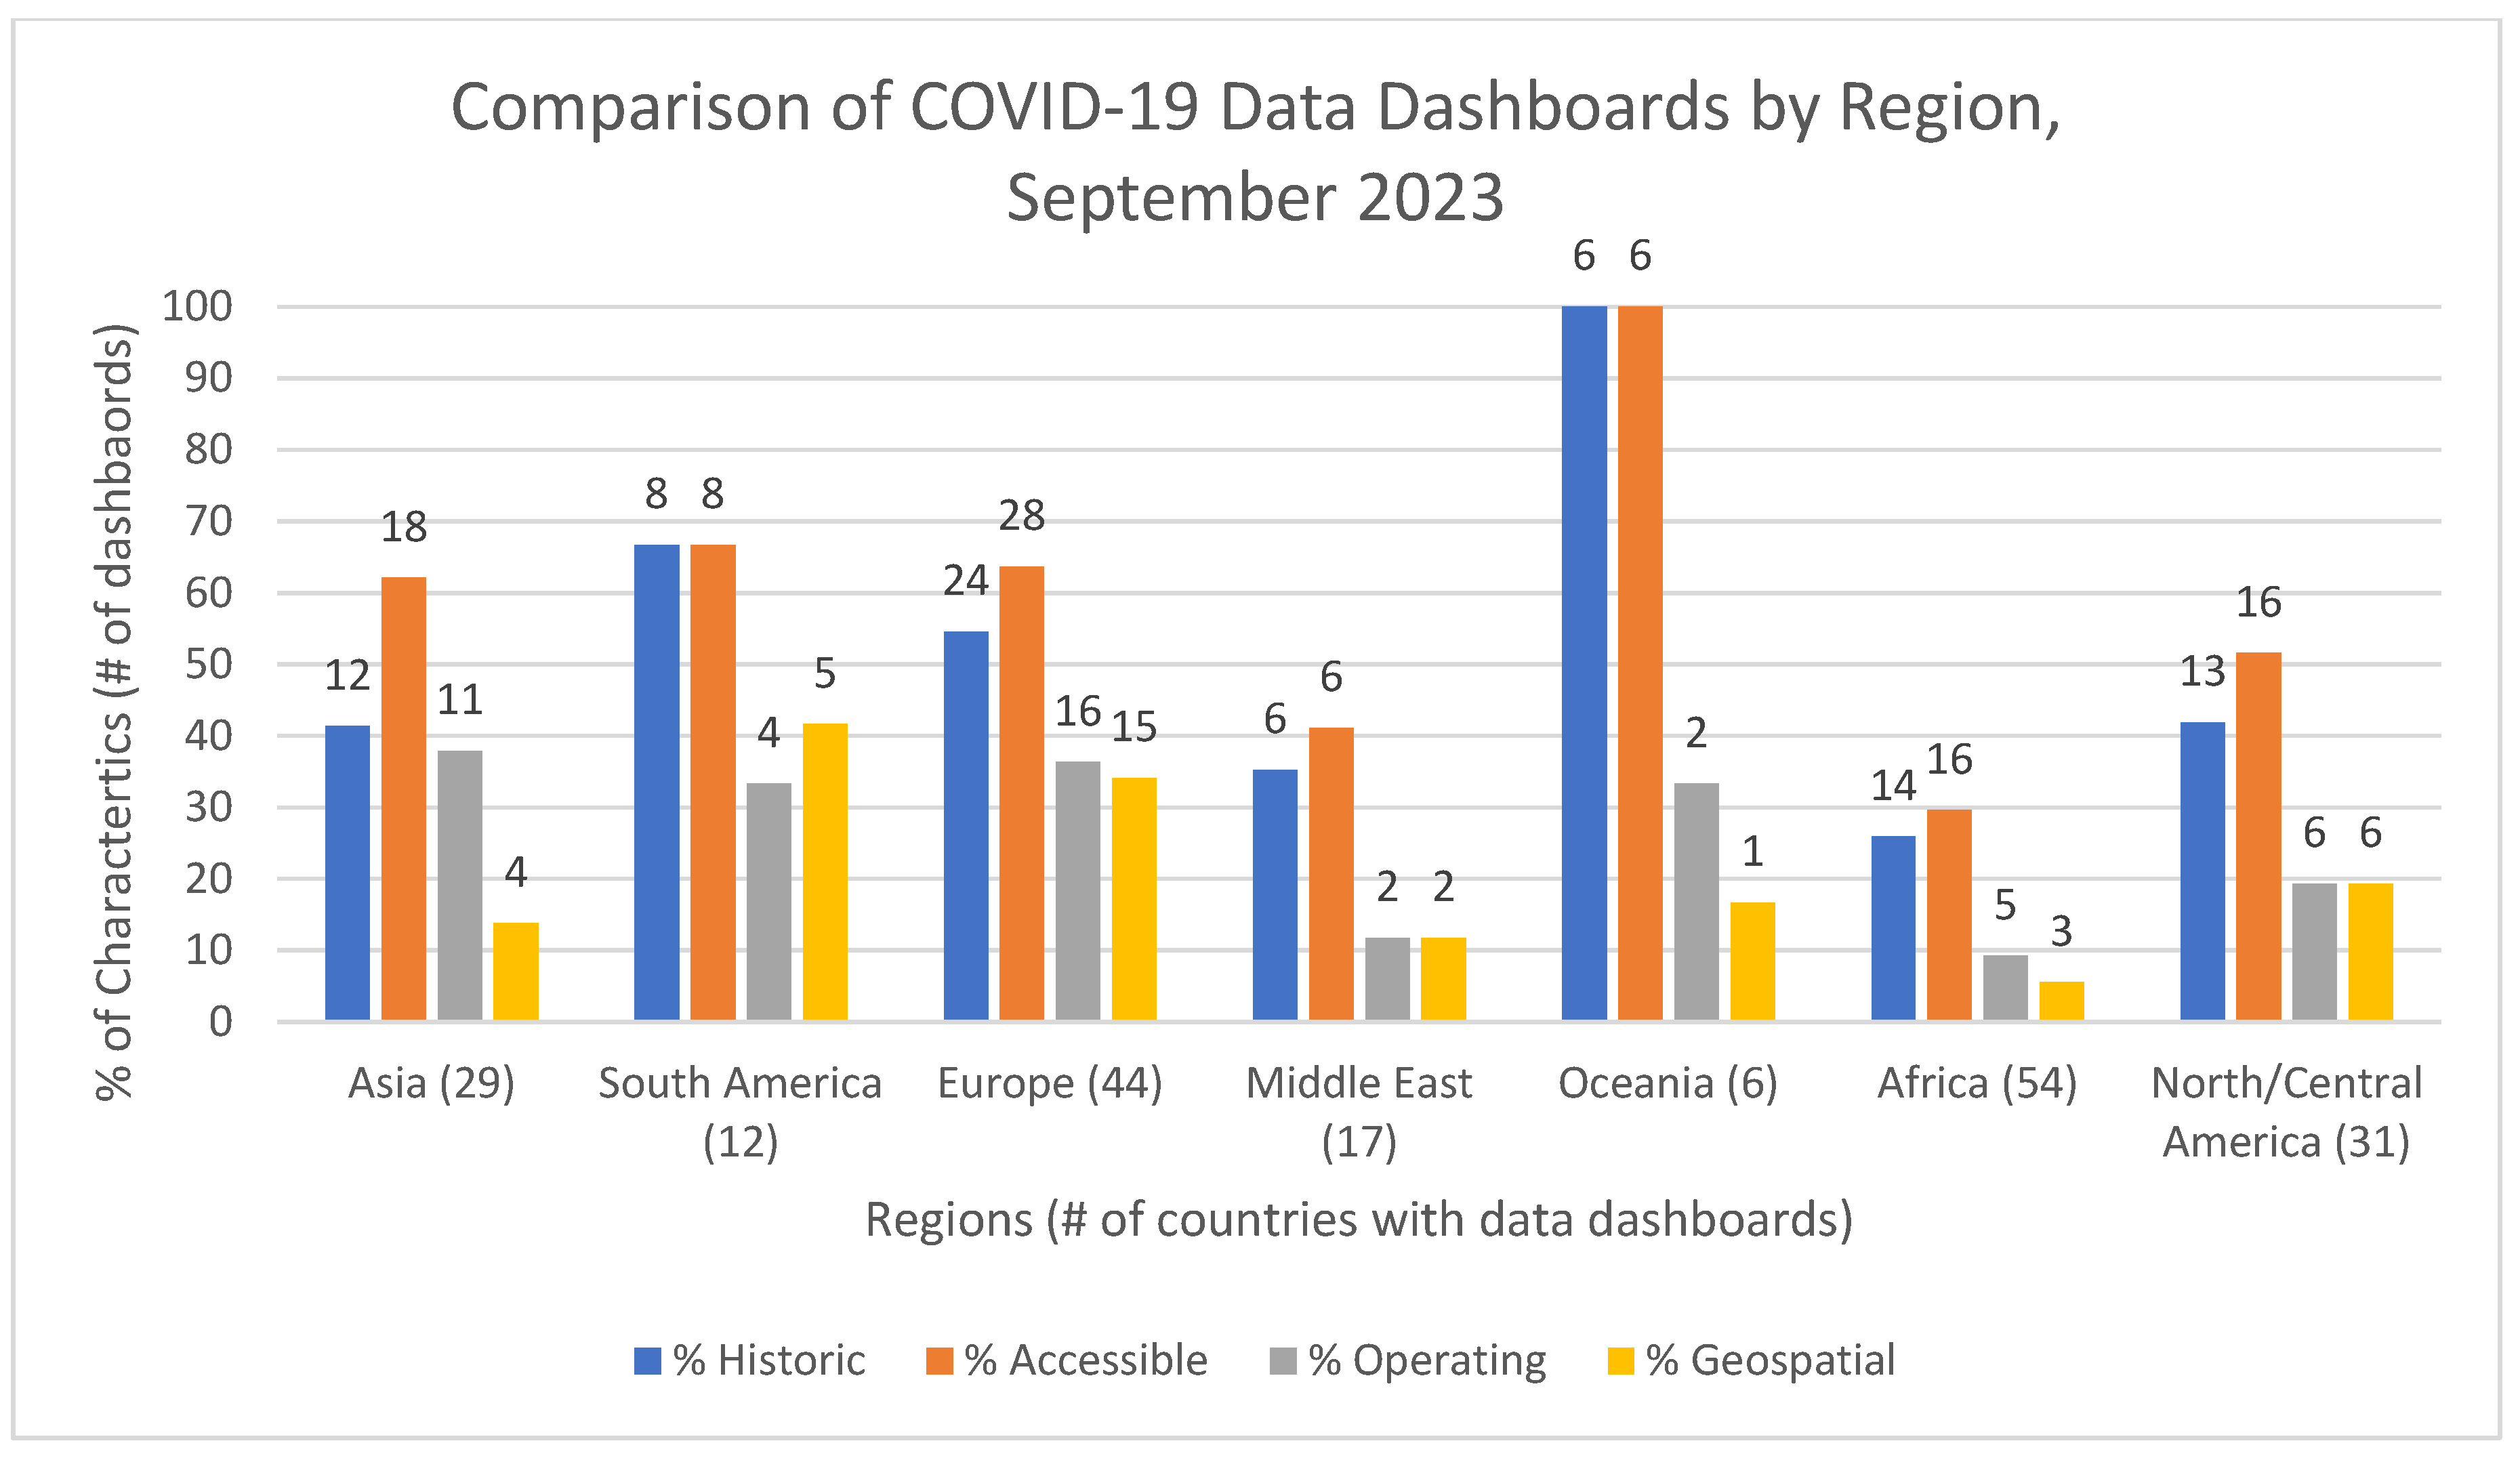 Comparison of COVID-19 Data Dashboards by Region,
September 2023
% of Charactertics (# of dashbaords)
100
90
80
70
60
50
40
30
20
10
0
12 18 11 4
8 8 4 5
24 28 16 15
6 6 2 2
6 6 2 1
14 16 5 3
13 16 6 6
Asia (29)
South America
(12)
Europe (44)
Middle East
(17)
Oceania (6)
Africa (54)
North/Central
America (31)
Regions (# of countries with data dashboards)
% Historic % Accessible % Operating % Geospatial